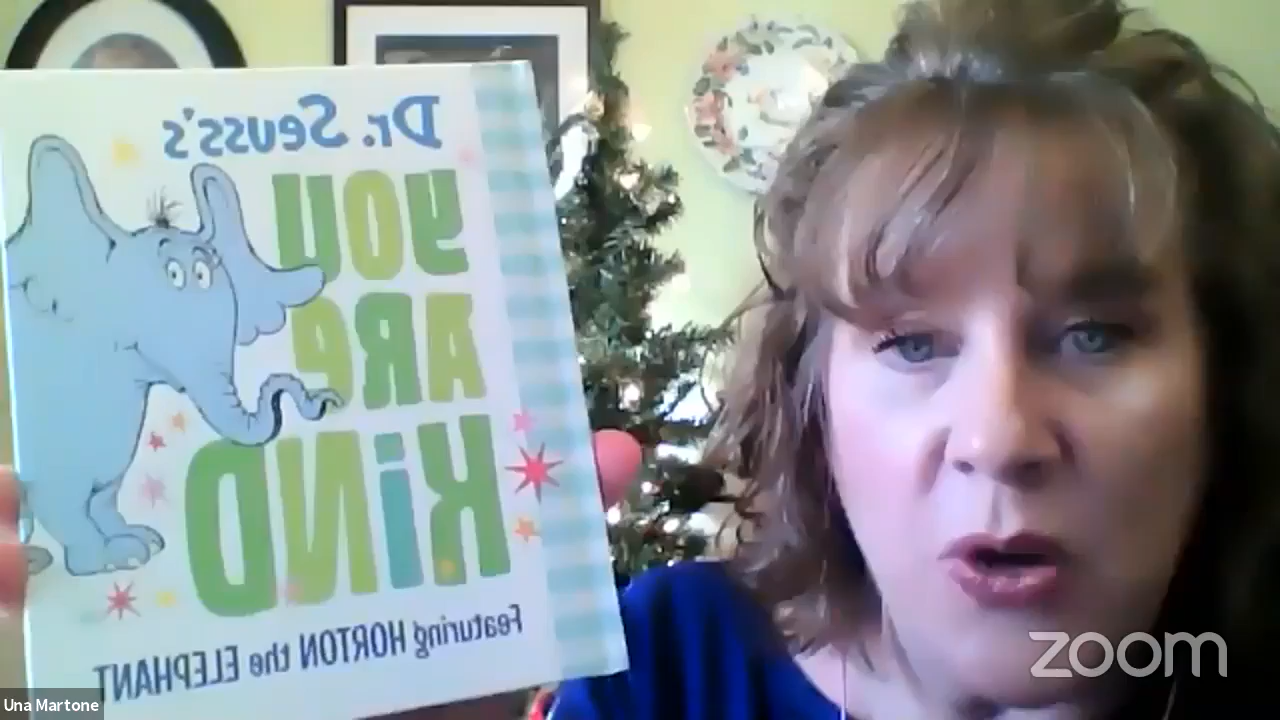 Dr. Seuss's
YOU
ARE
KIND
Featuring HORTON the ELEPHANT
zoom
Una Martone